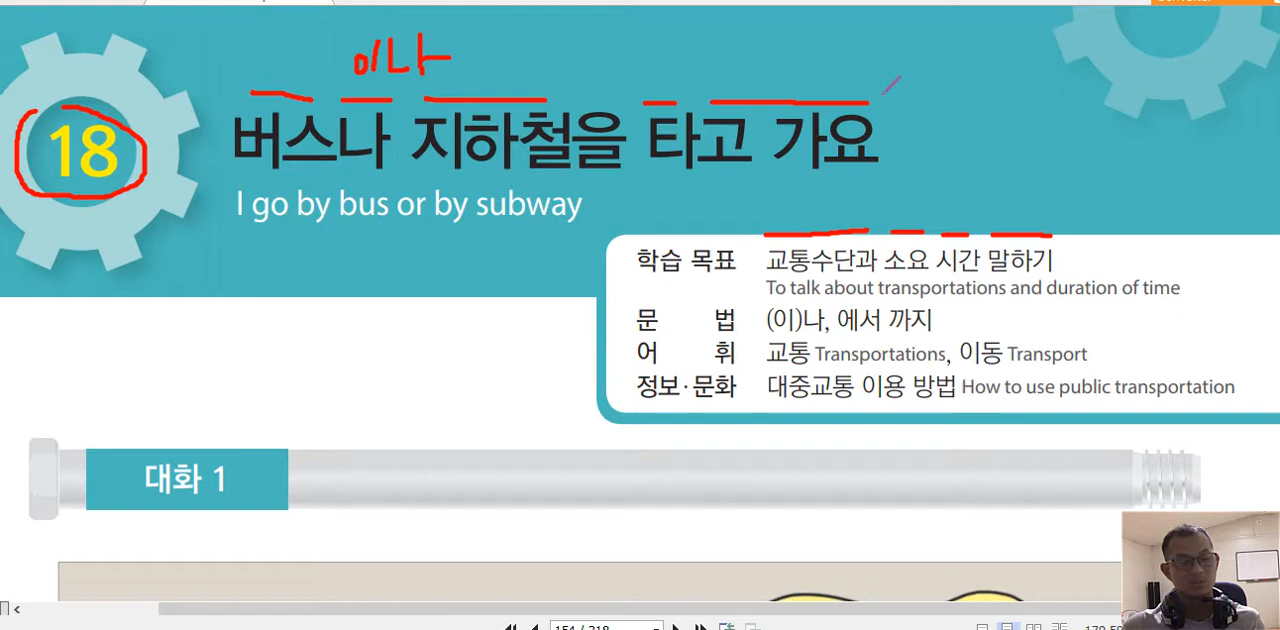 이나
18
버스나 지하철을 타고 가요
I go by bus or by subway
학습 목표 교통수단과 소요 시간 말하기
To talk about transportations and duration of time
문 법 (이)나, 에서 까지
어 휘 교통 Transportations, 이동 Transport
정보·문화 대중교통 이용 방법 How to use public transportation
대화 1